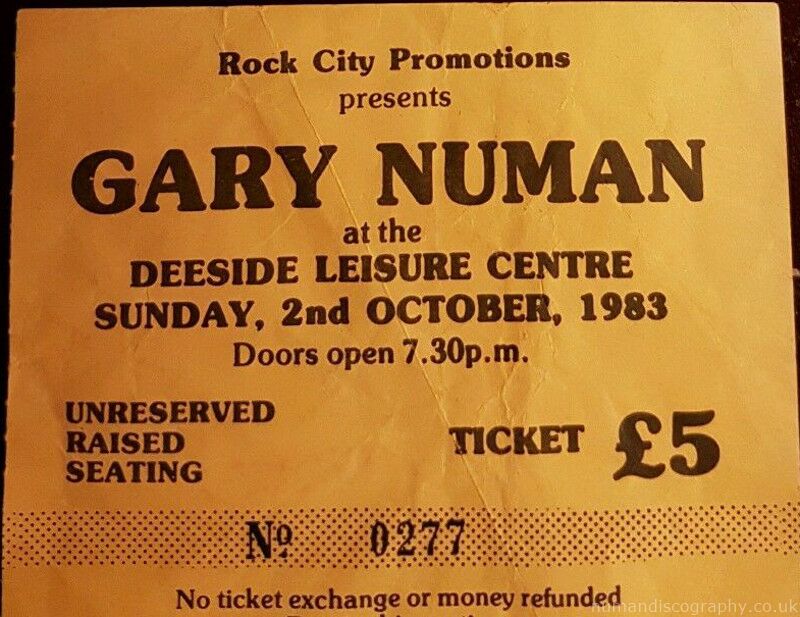 Rock City Promotions
presents
GARY NUMAN
at the
DEESIDE LEISURE CENTRE
SUNDAY, 2nd OCTOBER, 1983
Doors open 7.30p.m.
UNRESERVED
RAISED
SEATING
TICKET £5
Nº 0277
No ticket exchange or money refunded
numandiscography.co.uk